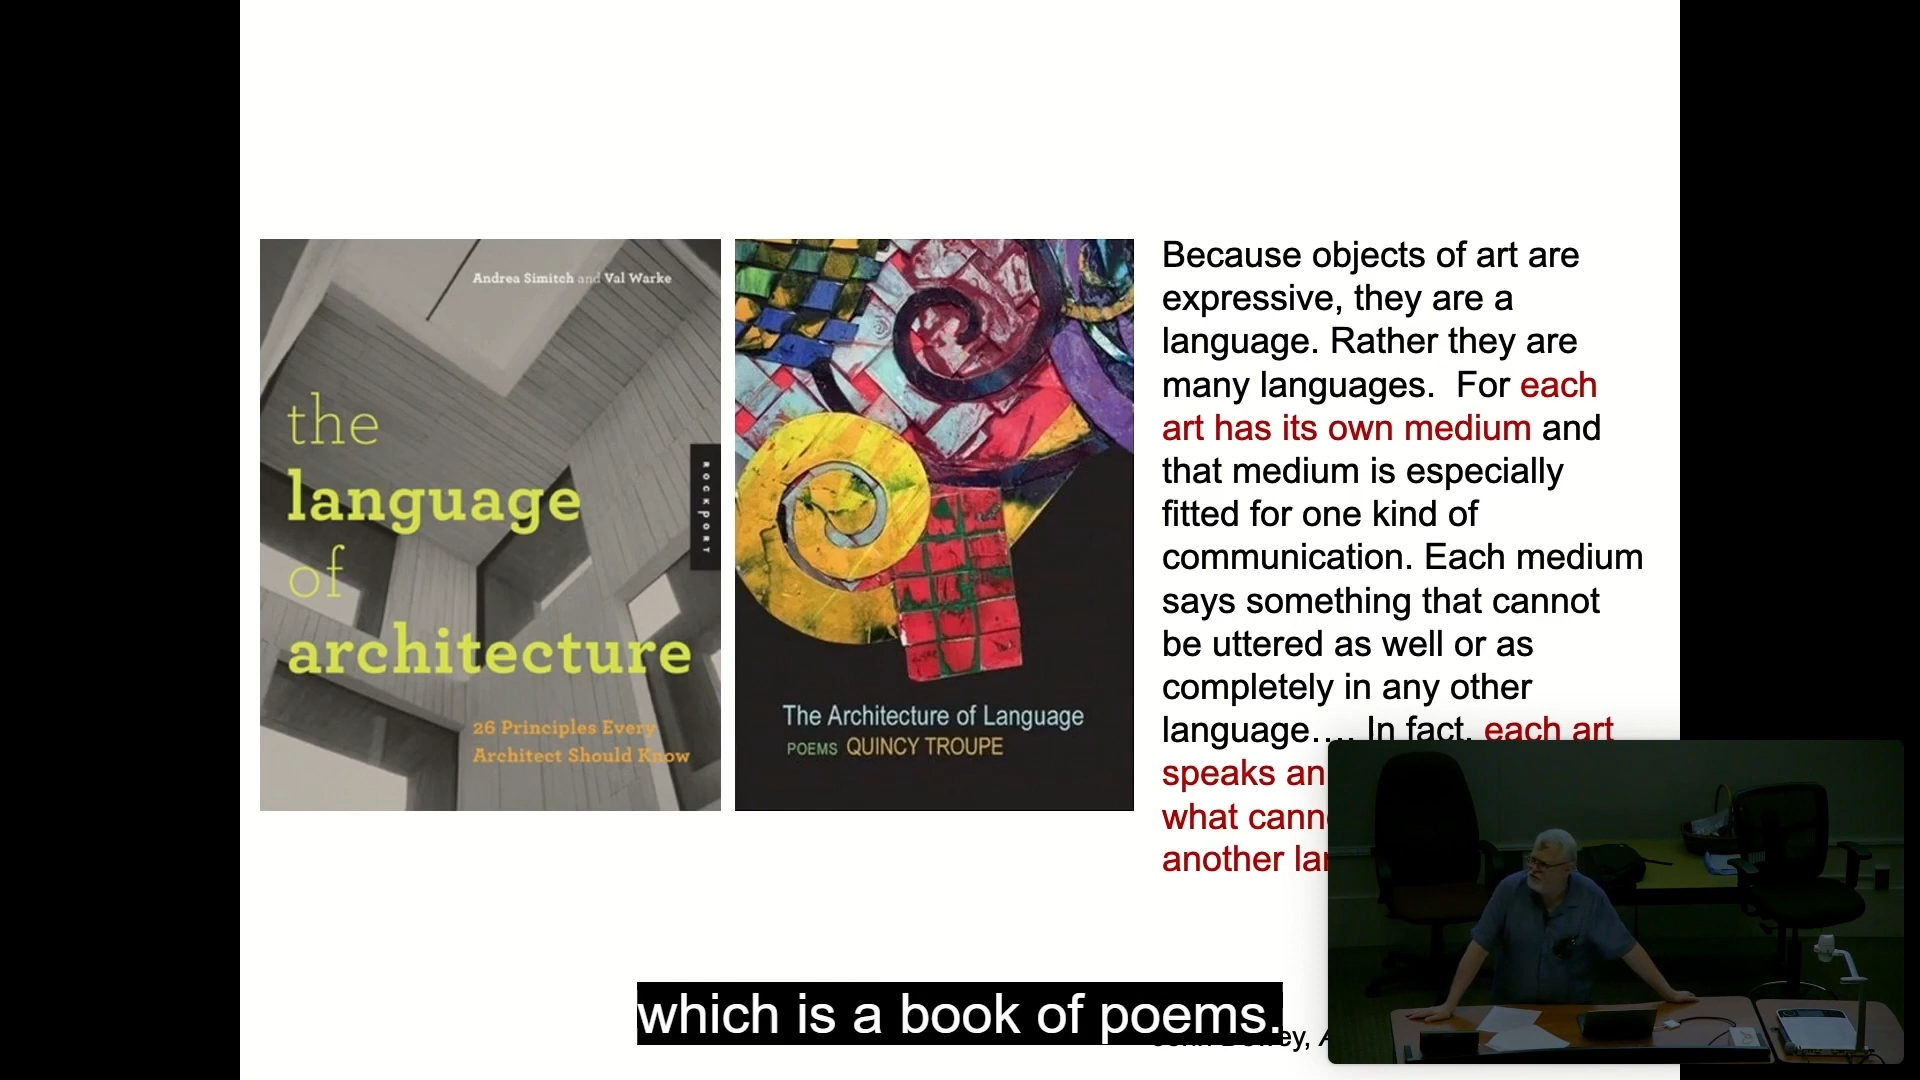 Andrea Simitch and Val Warke
the
language
of
architecture
ROCKPORT
26 Principles Every
Architect Should Know
The Architecture of Language
POEMS QUINCY TROUPE
Because objects of art are
expressive, they are a
language. Rather they are
many languages.  For each
art has its own medium and
that medium is especially
fitted for one kind of
communication. Each medium
says something that cannot
be uttered as well or as
completely in any other
language…. In fact, each art
speaks an
what
another
which is a book of poems.